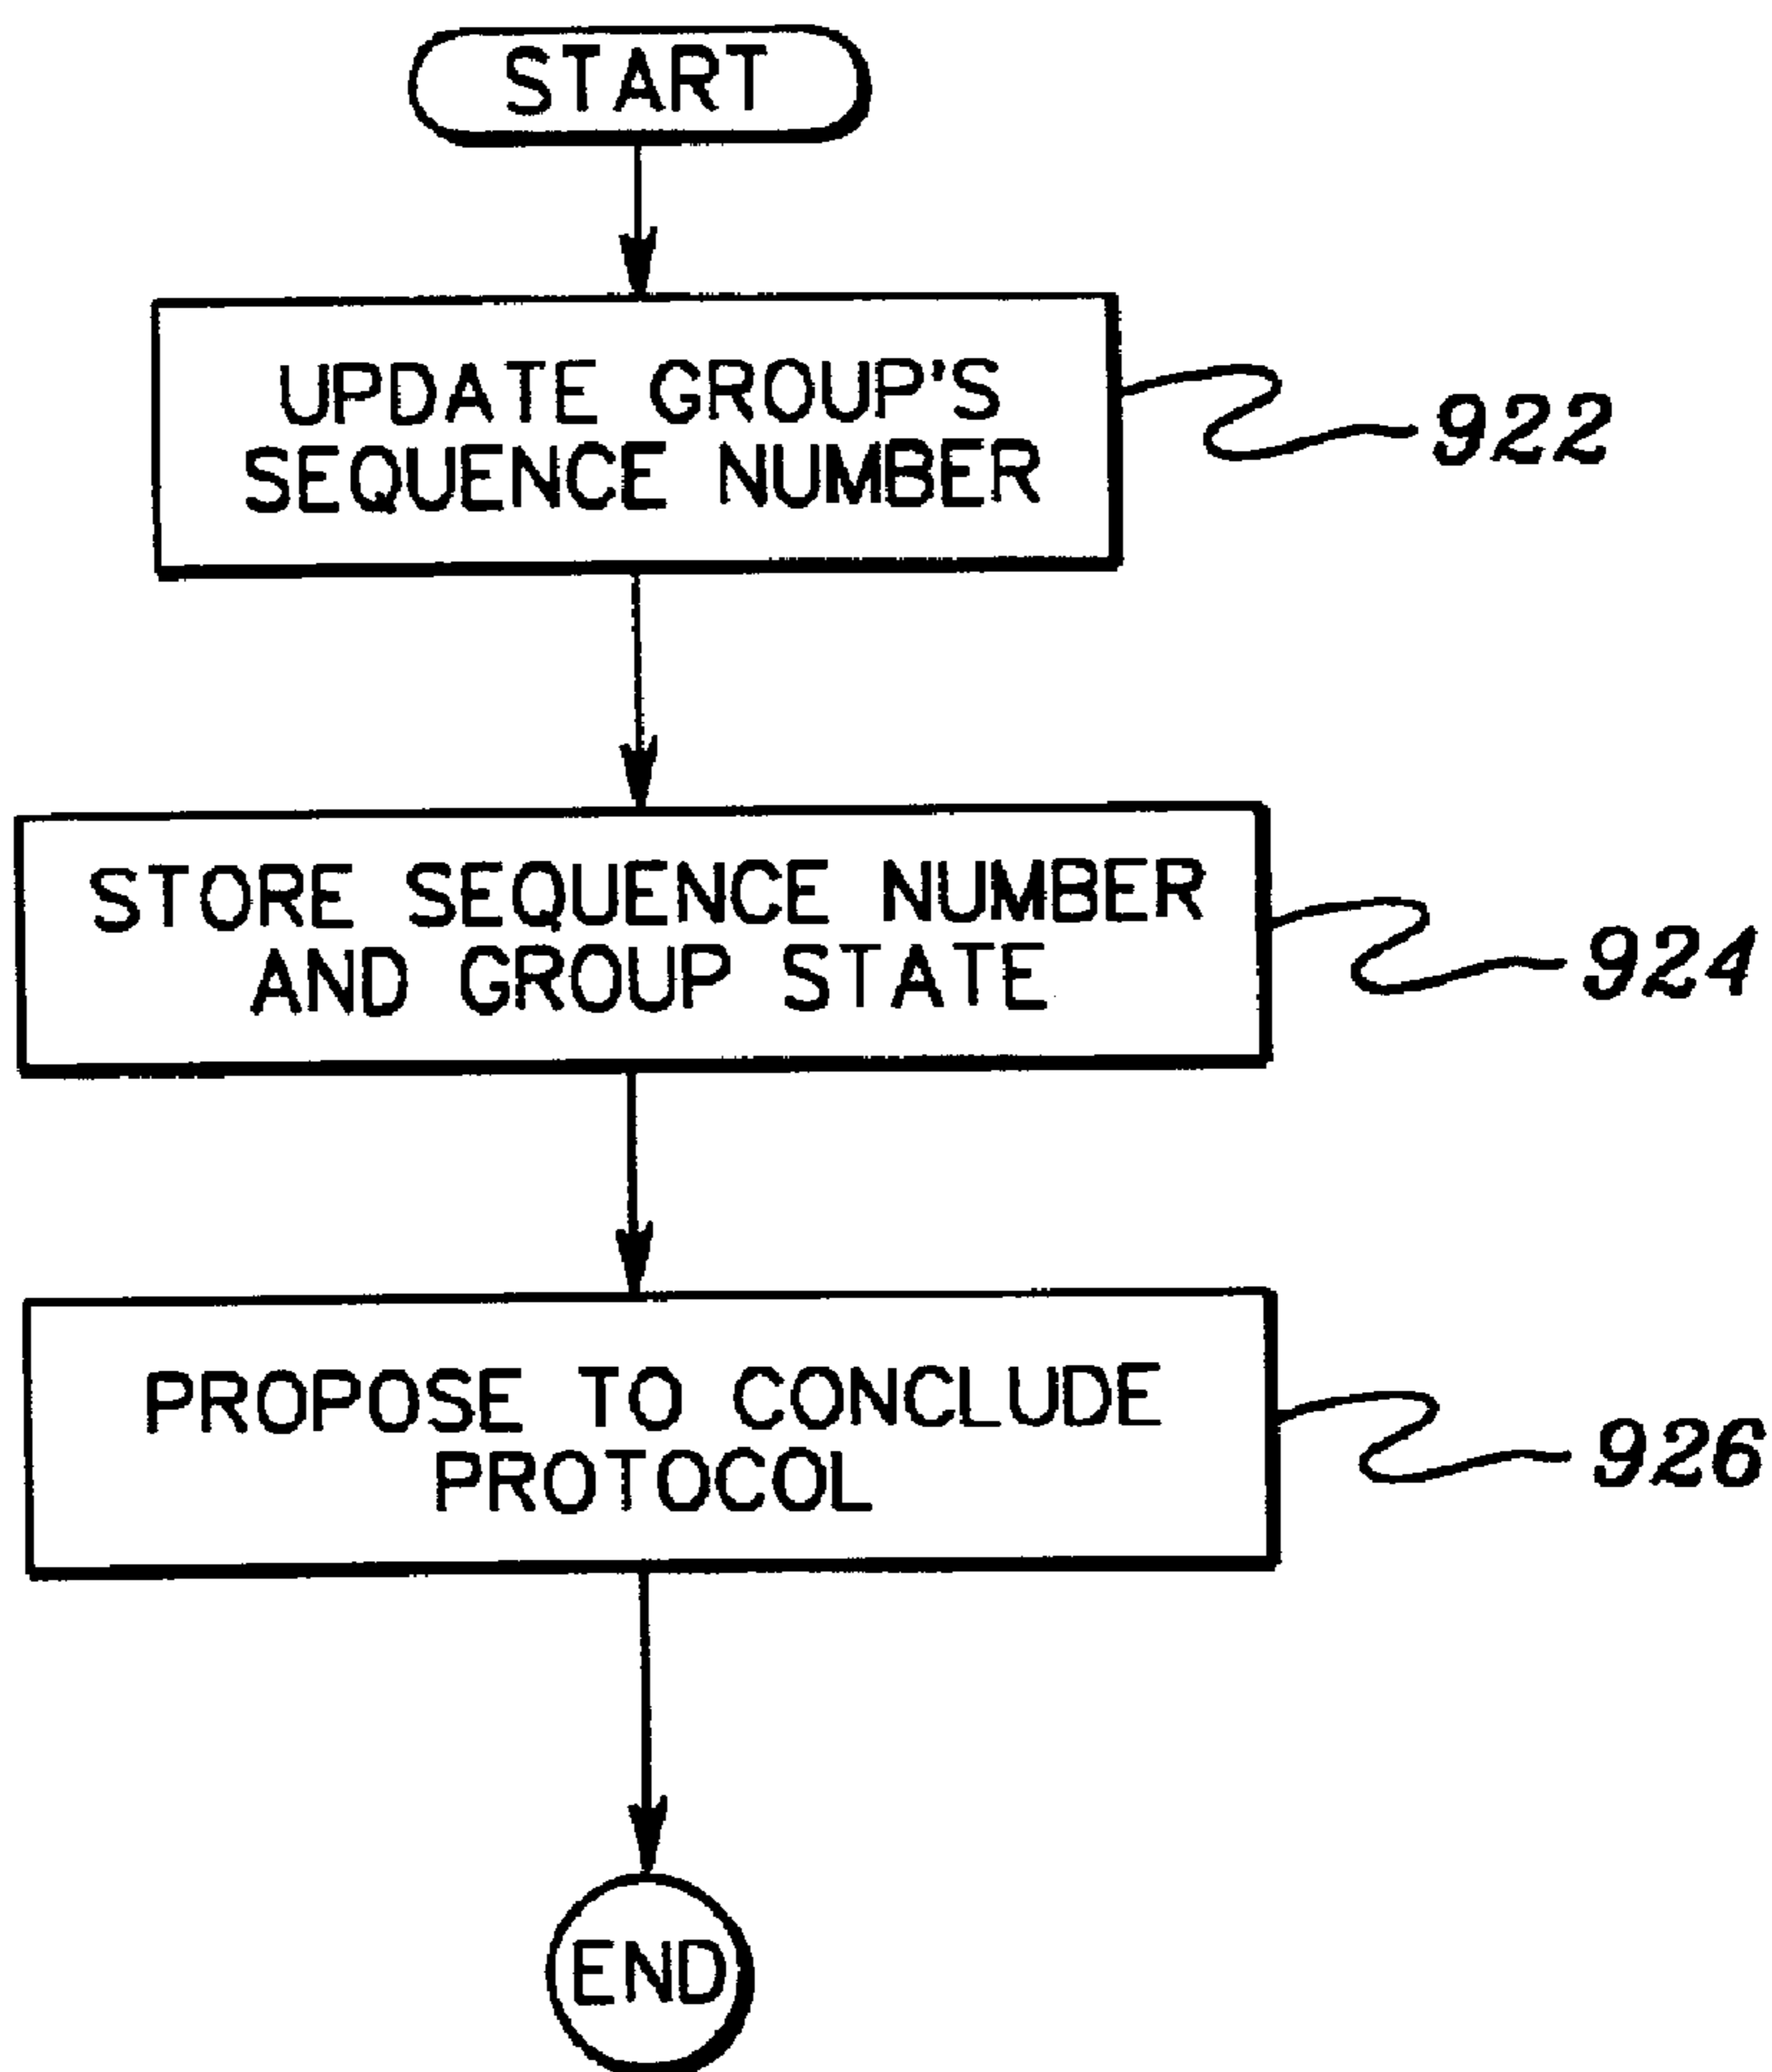 START
UPDATE GROUP'S
SEQUENCE NUMBER
922
STORE SEQUENCE NUMBER
AND GROUP STATE
924
PROPOSE TO CONCLUDE
PROTOCOL
926
END